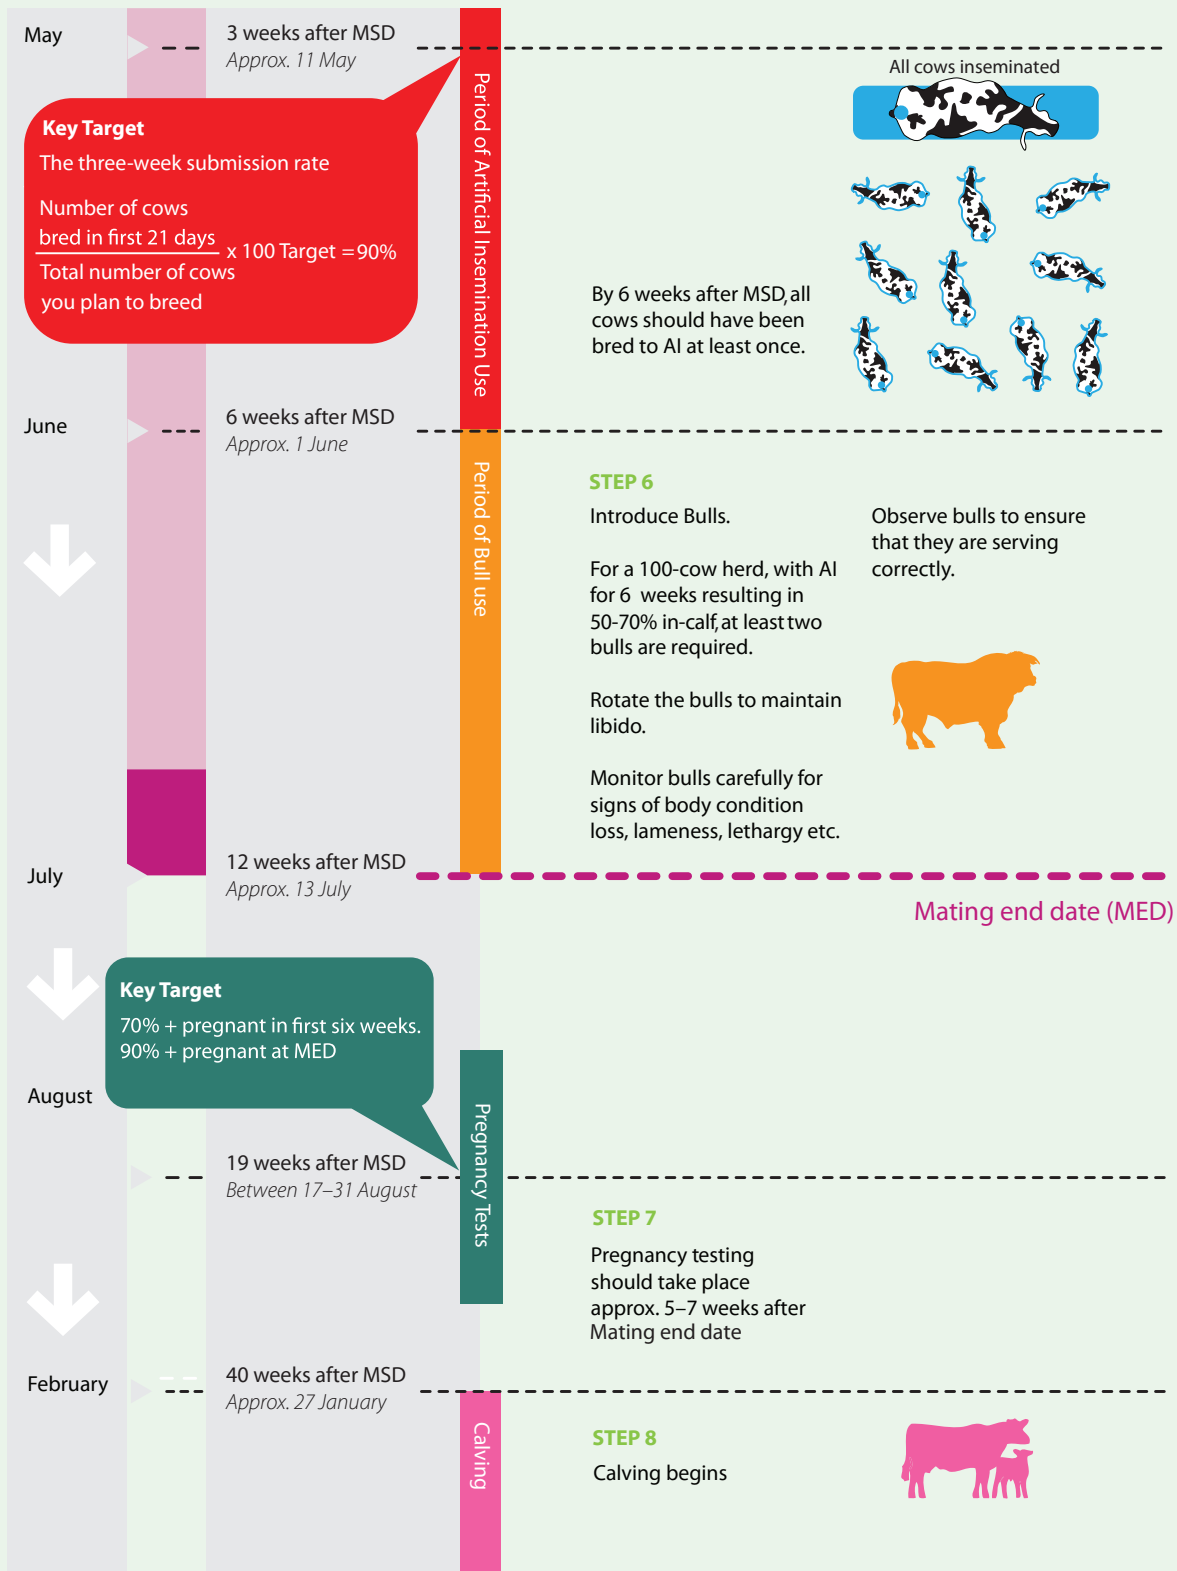 May
3 weeks after MSD
Approx. 11 May
Period of Artificial Insemination Use
All cows inseminated
Key Target
The three-week submission rate
Number of cows
bred in first 21 days
x 100 Target = 90%
Total number of cows
you plan to breed
By 6 weeks after MSD, all
cows should have been
bred to AI at least once.
June
6 weeks after MSD
Approx. 1 June
Period of Bull use
STEP 6
Introduce Bulls.
For a 100-cow herd, with AI
for 6 weeks resulting in
50-70% in-calf, at least two
bulls are required.
Rotate the bulls to maintain
libido.
Monitor bulls carefully for
signs of body condition
loss, lameness, lethargy etc.
Observe bulls to ensure
that they are serving
correctly.
July
12 weeks after MSD
Approx. 13 July
Mating end date (MED)
Key Target
70% + pregnant in first six weeks.
90% + pregnant at MED
August
Pregnancy Tests
19 weeks after MSD
Between 17–31 August
STEP 7
Pregnancy testing
should take place
approx. 5–7 weeks after
Mating end date
February
40 weeks after MSD
Approx. 27 January
Calving
STEP 8
Calving begins